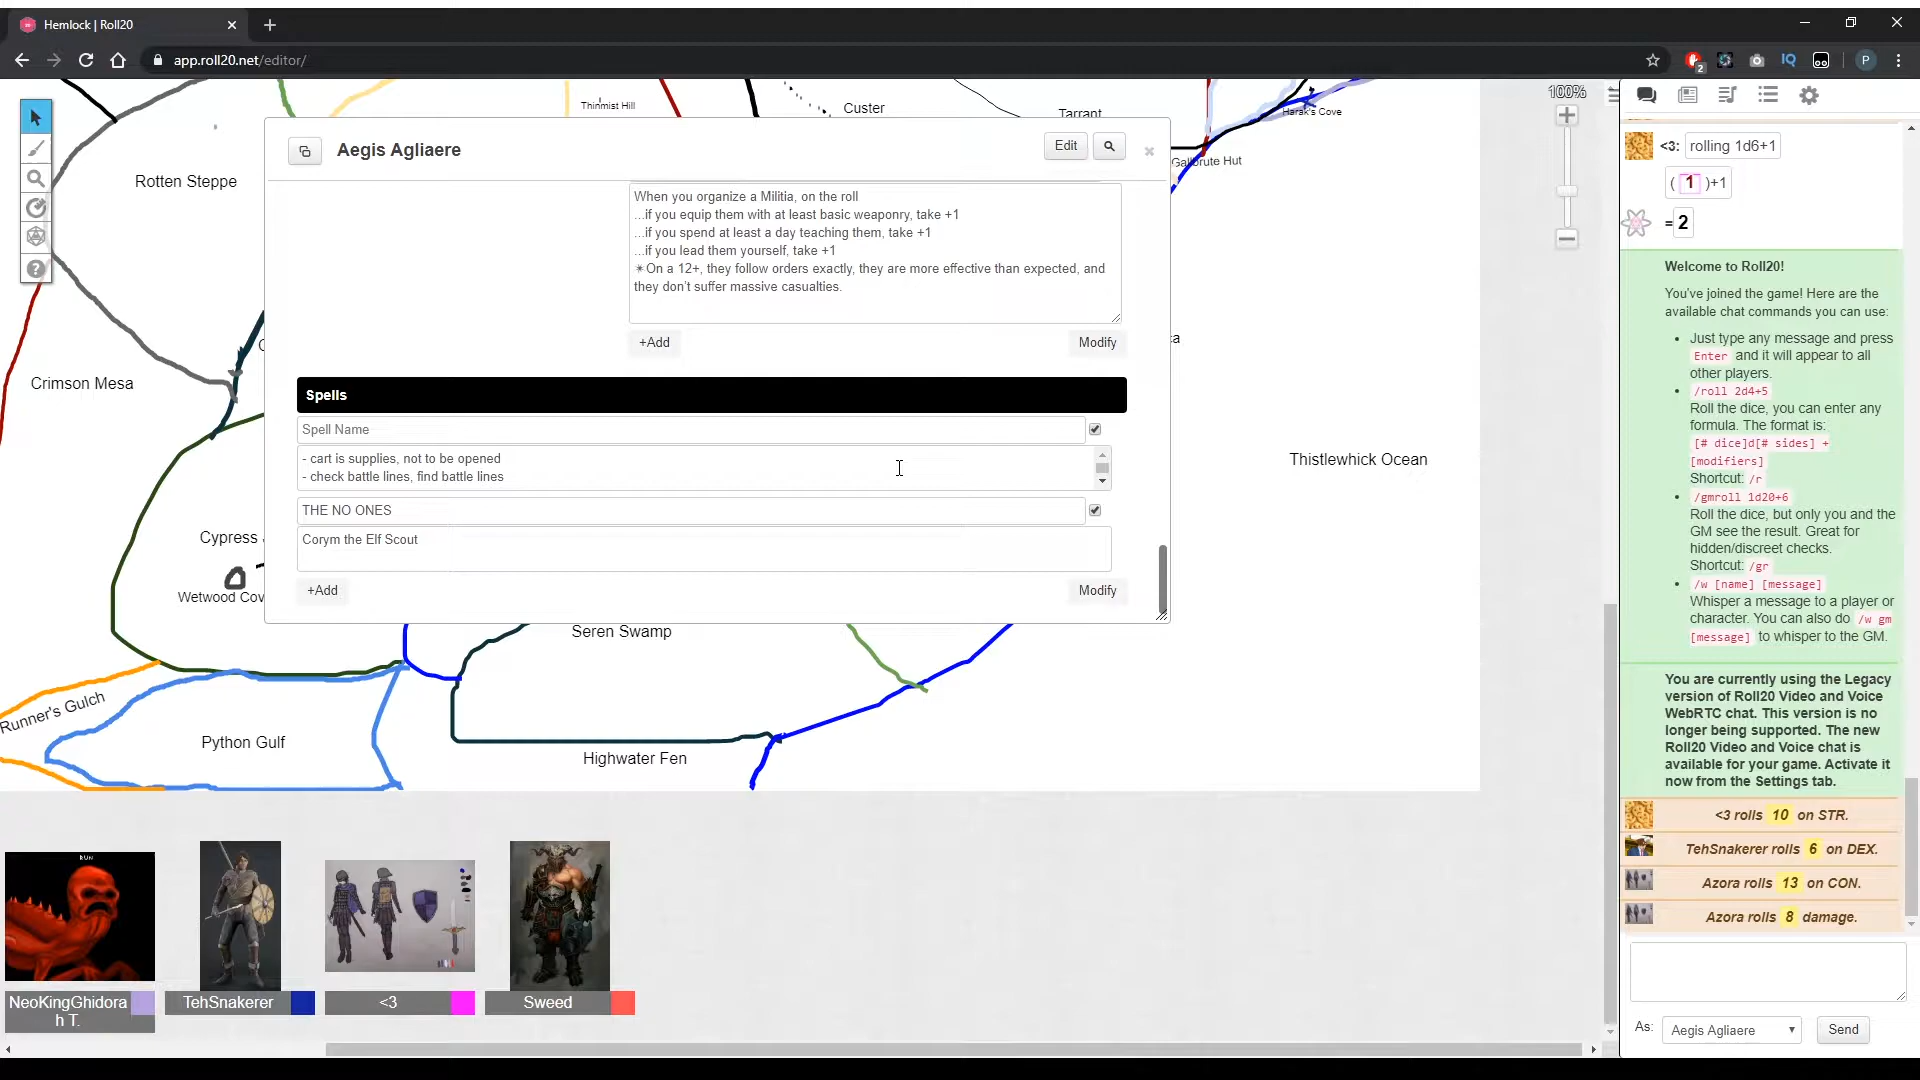 Hemlock | Roll20
app.roll20.net/editor/
2
IQ
P
100%
Thinmist Hill
Custer
Tarrant
Harak's Cove
Rotten Steppe
Crimson Mesa
Cypress
Wetwood Cov
Runner's Gulch
Python Gulf
Seren Swamp
Highwater Fen
Thistlewhick Ocean
Aegis Agliaere
Edit
When you organize a Militia, on the roll
...if you equip them with at least basic weaponry, take +1
...if you spend at least a day teaching them, take +1
...if you lead them yourself, take +1
✴On a 12+, they follow orders exactly, they are more effective than expected, and
they don't suffer massive casualties.
+Add
Modify
Spells
Spell Name
- cart is supplies, not to be opened
- check battle lines, find battle lines
THE NO ONES
Corym the Elf Scout
+Add
Modify
RUN
NeoKingGhidora
h T.
TehSnakerer
<3
Sweed
<3: rolling 1d6+1
( 1 )+1
=2
Welcome to Roll20!
You've joined the game! Here are the
available chat commands you can use:
• Just type any message and press
Enter and it will appear to all
other players.
• /roll 2d4+5
Roll the dice, you can enter any
formula. The format is:
[# dice]d[# sides] +
[modifiers]
Shortcut: /r
• /gmroll 1d20+6
Roll the dice, but only you and the
GM see the result. Great for
hidden/discreet checks.
Shortcut: /gr
• /w [name] [message]
Whisper a message to a player or
character. You can also do /w gm
[message] to whisper to the GM.
You are currently using the Legacy
version of Roll20 Video and Voice
WebRTC chat. This version is no
longer being supported. The new
Roll20 Video and Voice chat is
available for your game. Activate it
now from the Settings tab.
<3 rolls 10 on STR.
TehSnakerer rolls 6 on DEX.
Azora rolls 13 on CON.
Azora rolls 8 damage.
As: Aegis Agliaere
Send